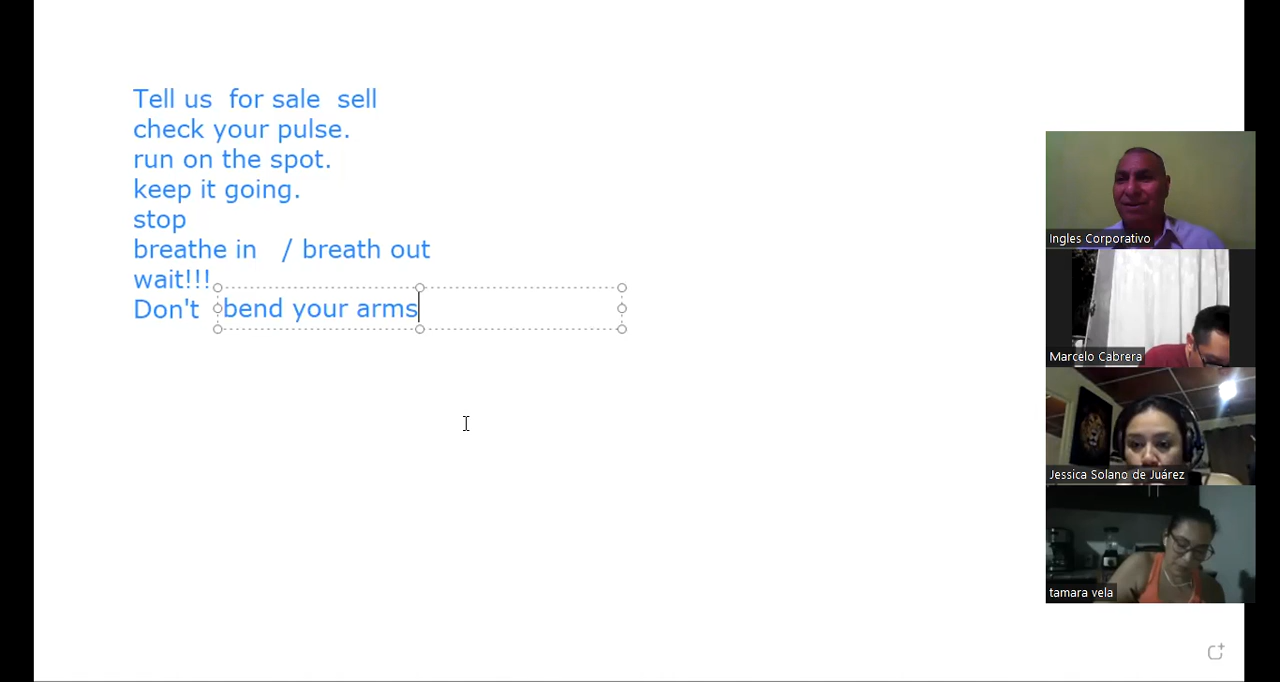 Tell us  for sale  sell
check your pulse.
run on the spot.
keep it going.
stop
breathe in   / breath out
wait!!!
Don't  bend your arms
Ingles Corporativo
Marcelo Cabrera
Jessica Solano de Juárez
tamara vela